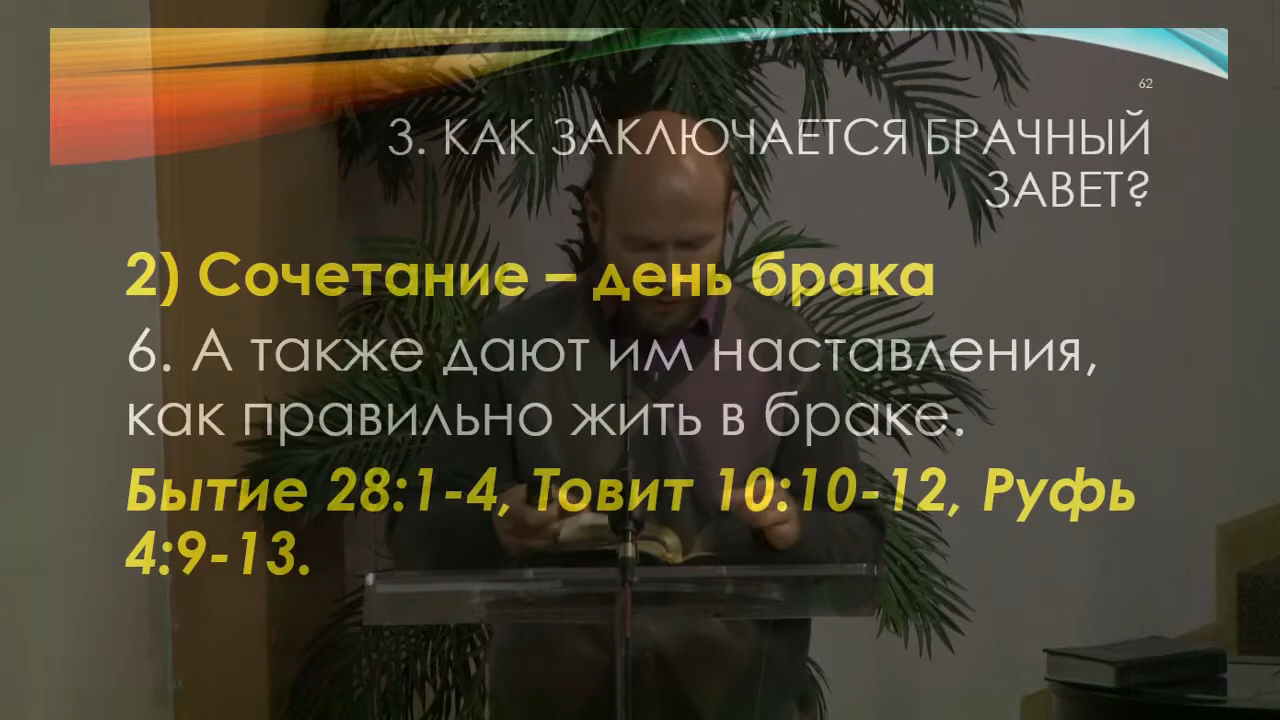 62
3. КАК ЗАКЛЮЧАЕТСЯ БРАЧНЫЙ
ЗАВЕТ?
2) Сочетание – день брака
6. А также дают им наставления,
как правильно жить в браке.
Бытие 28:1-4, Товит 10:10-12, Руфь
4:9-13.